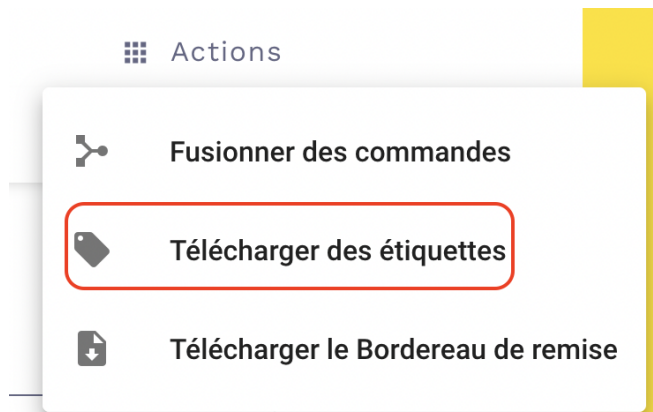 Actions
Fusionner des commandes
Télécharger des étiquettes
Télécharger le Bordereau de remise